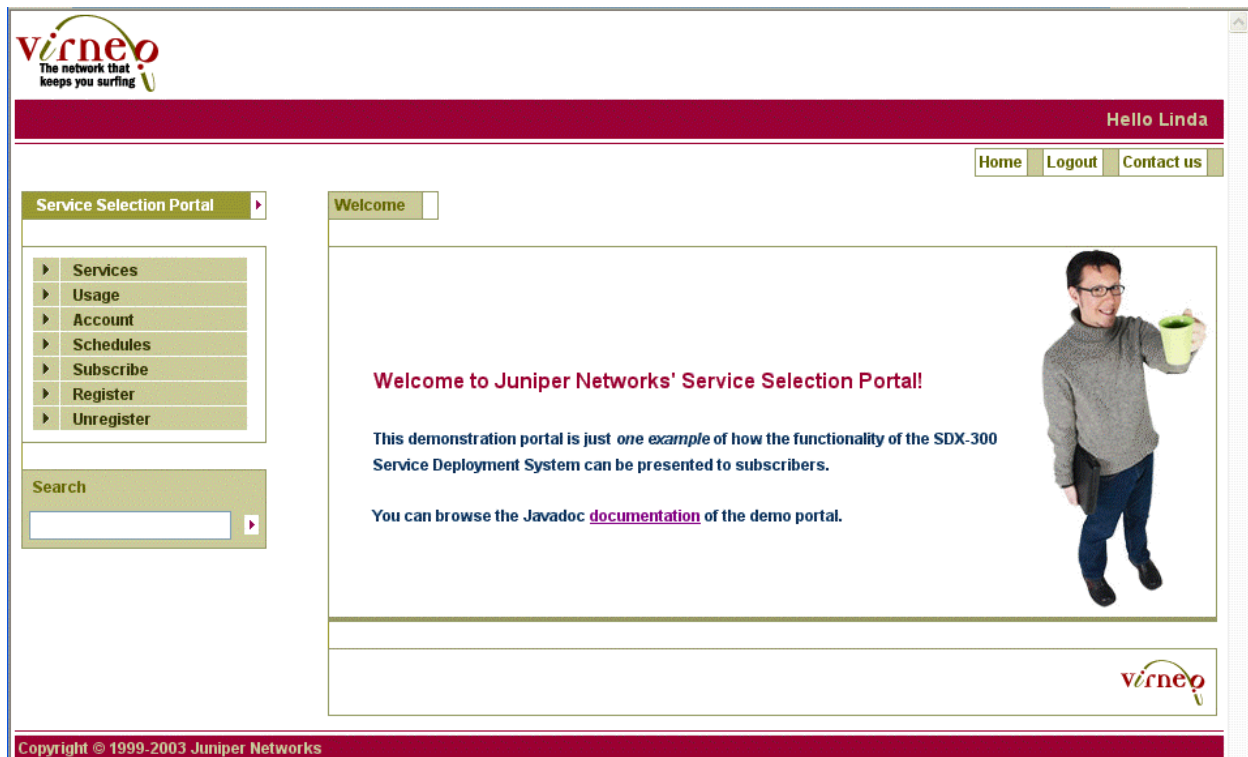 Virneo
The network that
keeps you surfing
Hello Linda
Home Logout Contact us
Service Selection Portal
Welcome
Services
Usage
Account
Schedules
Subscribe
Register
Unregister
Search
Welcome to Juniper Networks' Service Selection Portal!
This demonstration portal is just one example of how the functionality of the SDX-300
Service Deployment System can be presented to subscribers.
You can browse the Javadoc documentation of the demo portal.
Virneo
Copyright © 1999-2003 Juniper Networks